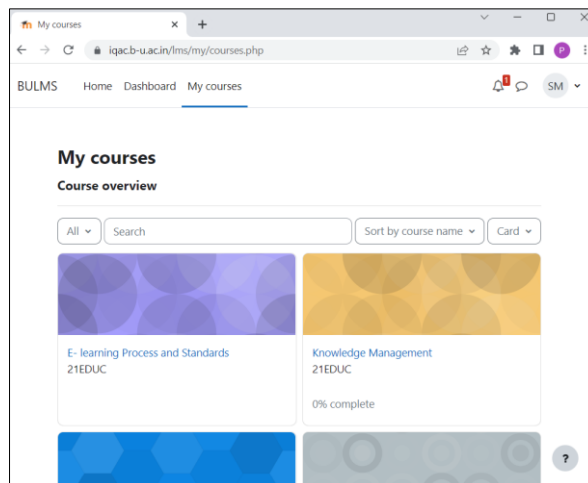 My courses
iqac.b-u.ac.in/lms/my/courses.php
P
BULMS Home Dashboard My courses 1 SM
My courses
Course overview
All Search Sort by course name Card
E- learning Process and Standards
21EDUC
Knowledge Management
21EDUC
0% complete
?